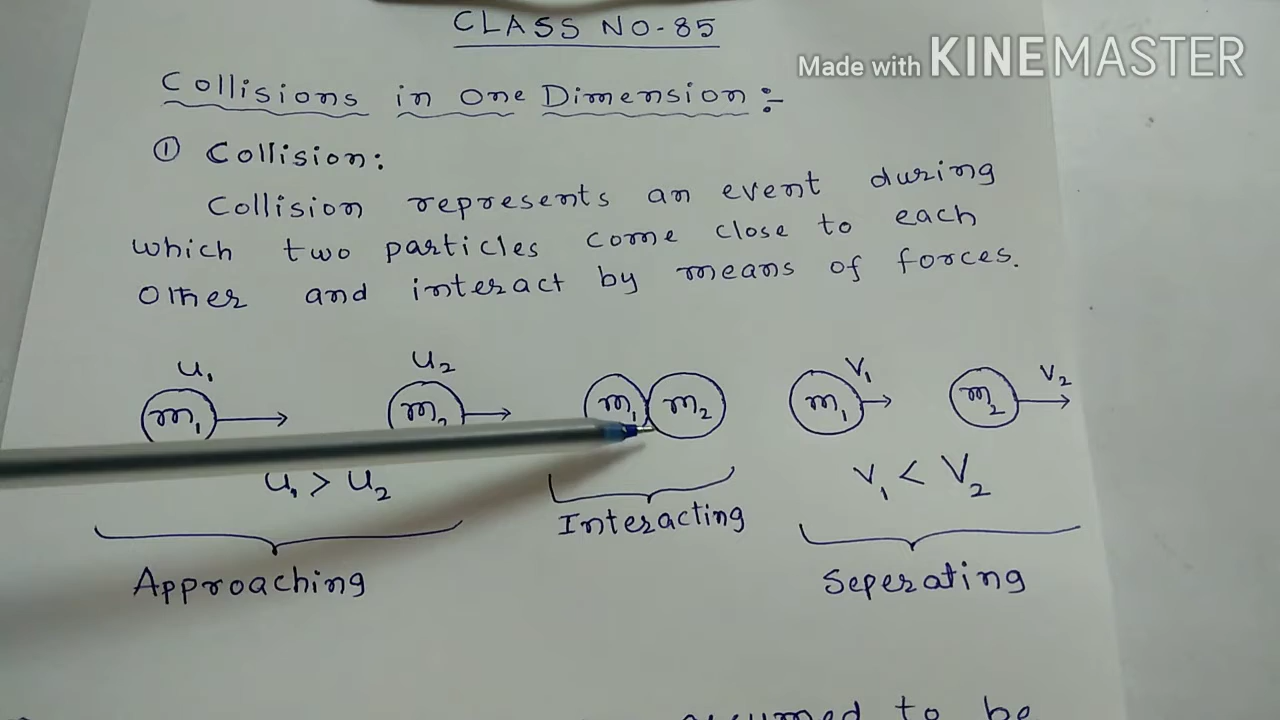 CLASS NO-85
Made with KINEMASTER
Collisions in One Dimension :-
① Collision:
Collision represents an event during
which two particles come close to each
Other and interact by means of forces.
u₁ u₂ V₁ V₂
m₁ m₂ m₁ m₂ m₁ m₂
u₁ > u₂ V₁ < V₂
Interacting
Approaching Seperating
assumed to be